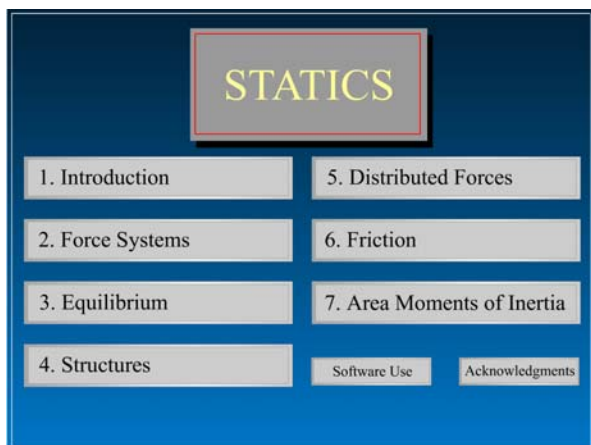 STATICS
1. Introduction
2. Force Systems
3. Equilibrium
4. Structures
5. Distributed Forces
6. Friction
7. Area Moments of Inertia
Software Use
Acknowledgments